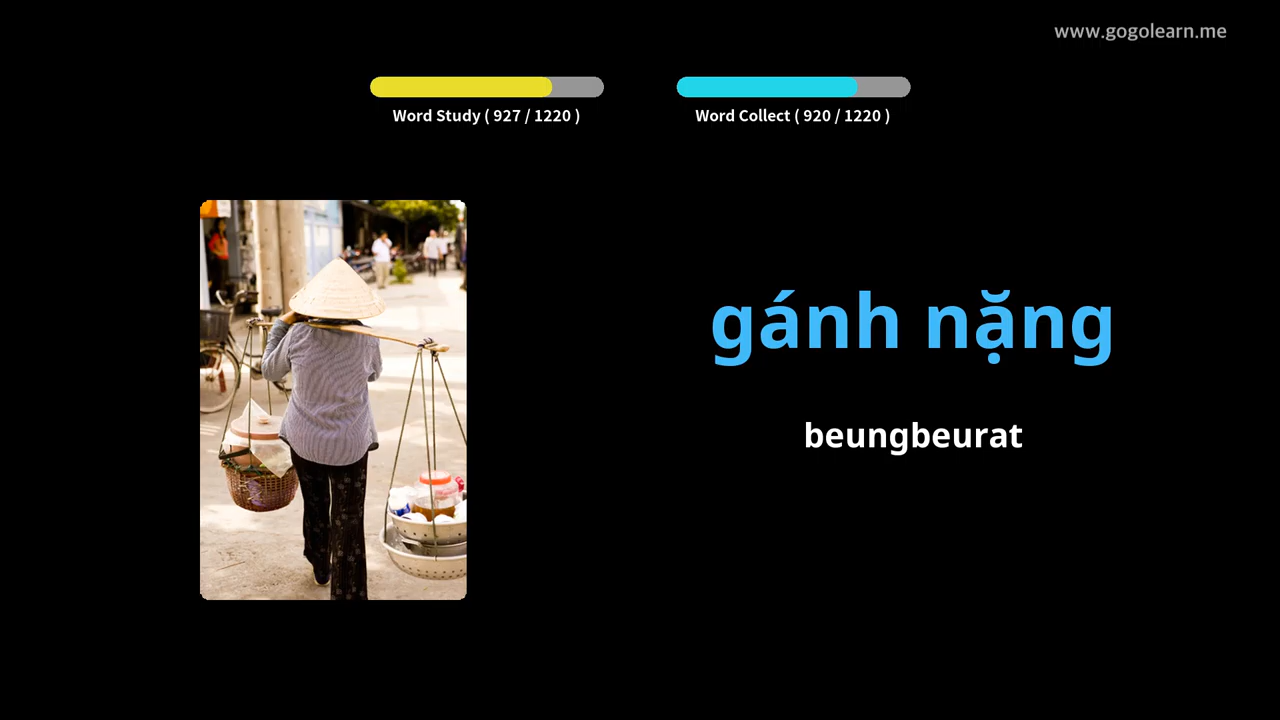 www.gogolearn.me
Word Study ( 927 / 1220 )
Word Collect ( 920 / 1220 )
gánh nặng
beungbeurat